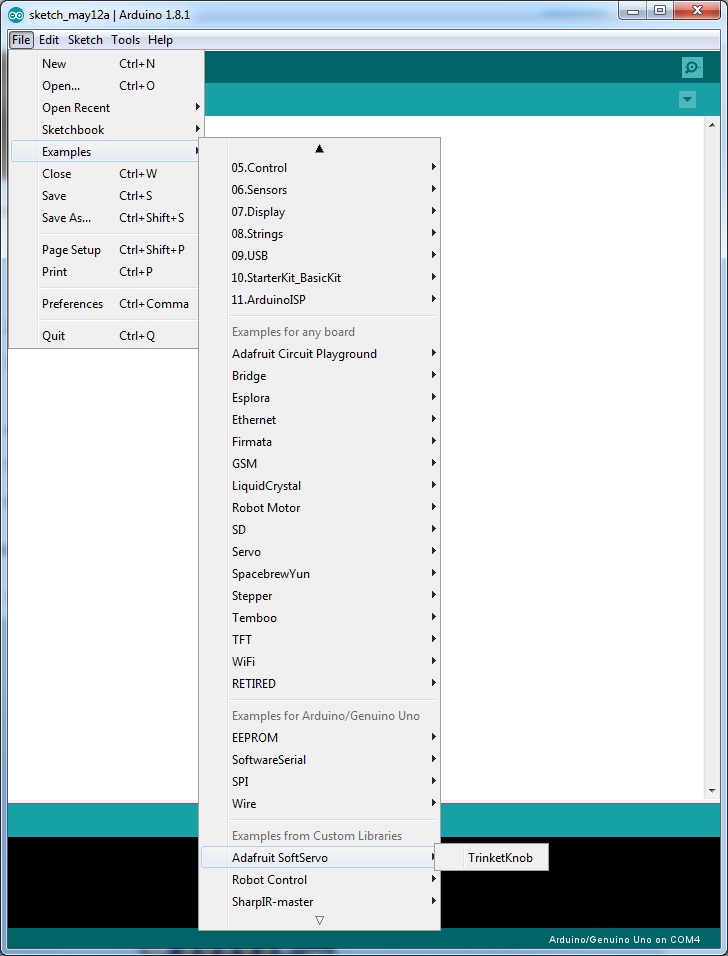 sketch_may12a | Arduino 1.8.1
File Edit Sketch Tools Help
New Ctrl+N
Open... Ctrl+O
Open Recent
Sketchbook
Examples
Close Ctrl+W
Save Ctrl+S
Save As... Ctrl+Shift+S
Page Setup Ctrl+Shift+P
Print Ctrl+P
Preferences Ctrl+Comma
Quit Ctrl+Q
05.Control
06.Sensors
07.Display
08.Strings
09.USB
10.StarterKit_BasicKit
11.ArduinoISP
Examples for any board
Adafruit Circuit Playground
Bridge
Esplora
Ethernet
Firmata
GSM
LiquidCrystal
Robot Motor
SD
Servo
SpacebrewYun
Stepper
Temboo
TFT
WiFi
RETIRED
Examples for Arduino/Genuino Uno
EEPROM
SoftwareSerial
SPI
Wire
Examples from Custom Libraries
Adafruit SoftServo
TrinketKnob
Robot Control
SharpIR-master
Arduino/Genuino Uno on COM4